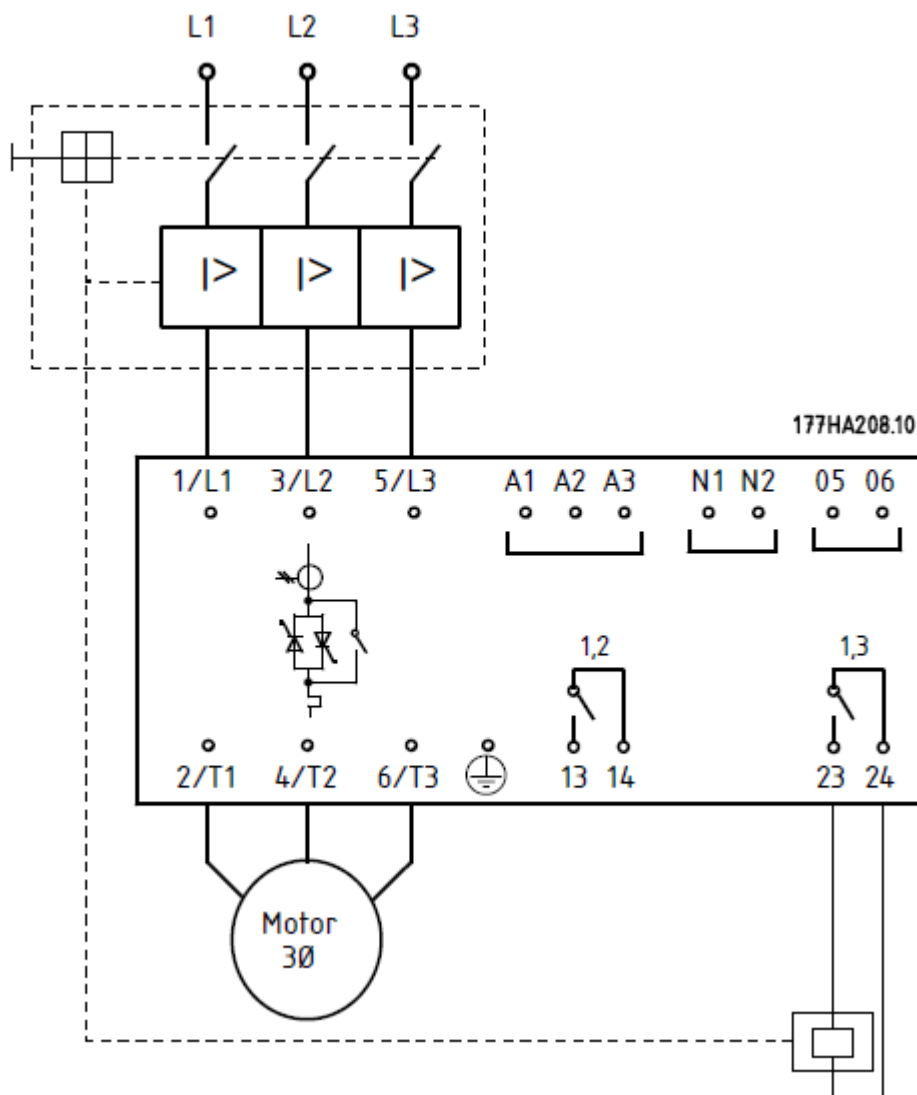 L1 L2 L3
|> |> |>
177HA208.10
1/L1 3/L2 5/L3 A1 A2 A3 N1 N2 05 06
1,2 1,3
2/T1 4/T2 6/T3 13 14 23 24
Motor
3Ø